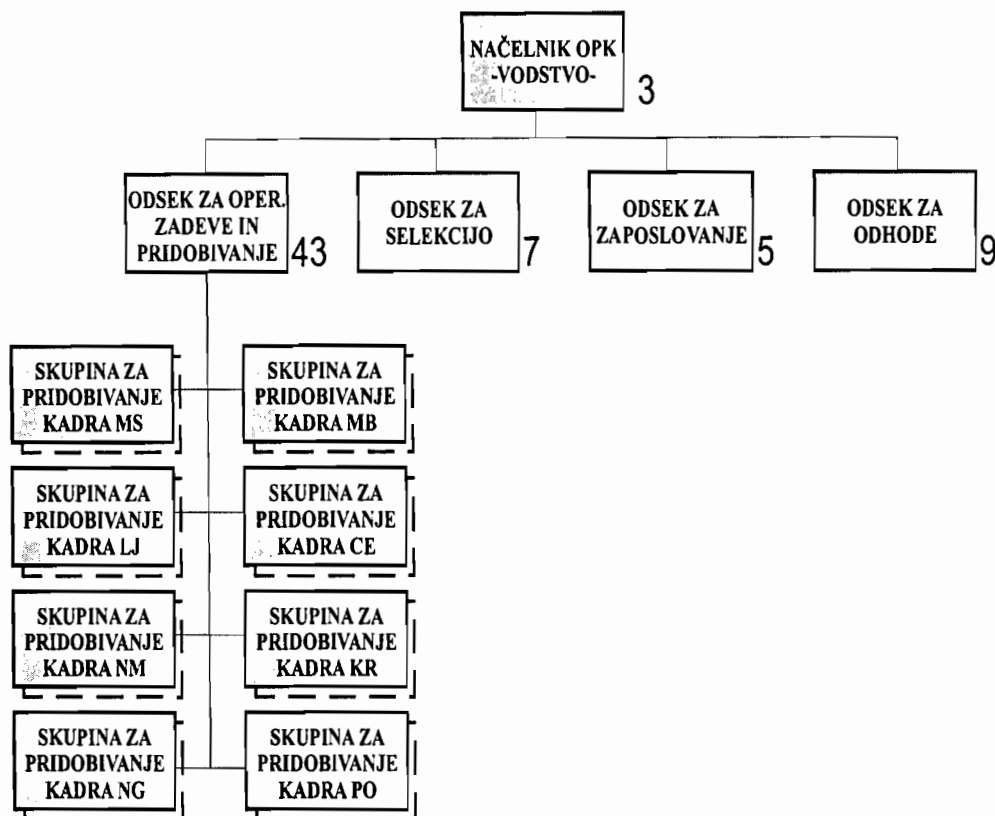 NAČELNIK OPK
-VODSTVO-
3
ODSEK ZA OPER.
ZADEVE IN
PRIDOBIVANJE
43
ODSEK ZA
SELEKCIJO
7
ODSEK ZA
ZAPOSLOVANJE
5
ODSEK ZA
ODHODE
9
SKUPINA ZA
PRIDOBIVANJE
KADRA MS
SKUPINA ZA
PRIDOBIVANJE
KADRA MB
SKUPINA ZA
PRIDOBIVANJE
KADRA LJ
SKUPINA ZA
PRIDOBIVANJE
KADRA CE
SKUPINA ZA
PRIDOBIVANJE
KADRA NM
SKUPINA ZA
PRIDOBIVANJE
KADRA KR
SKUPINA ZA
PRIDOBIVANJE
KADRA NG
SKUPINA ZA
PRIDOBIVANJE
KADRA PO